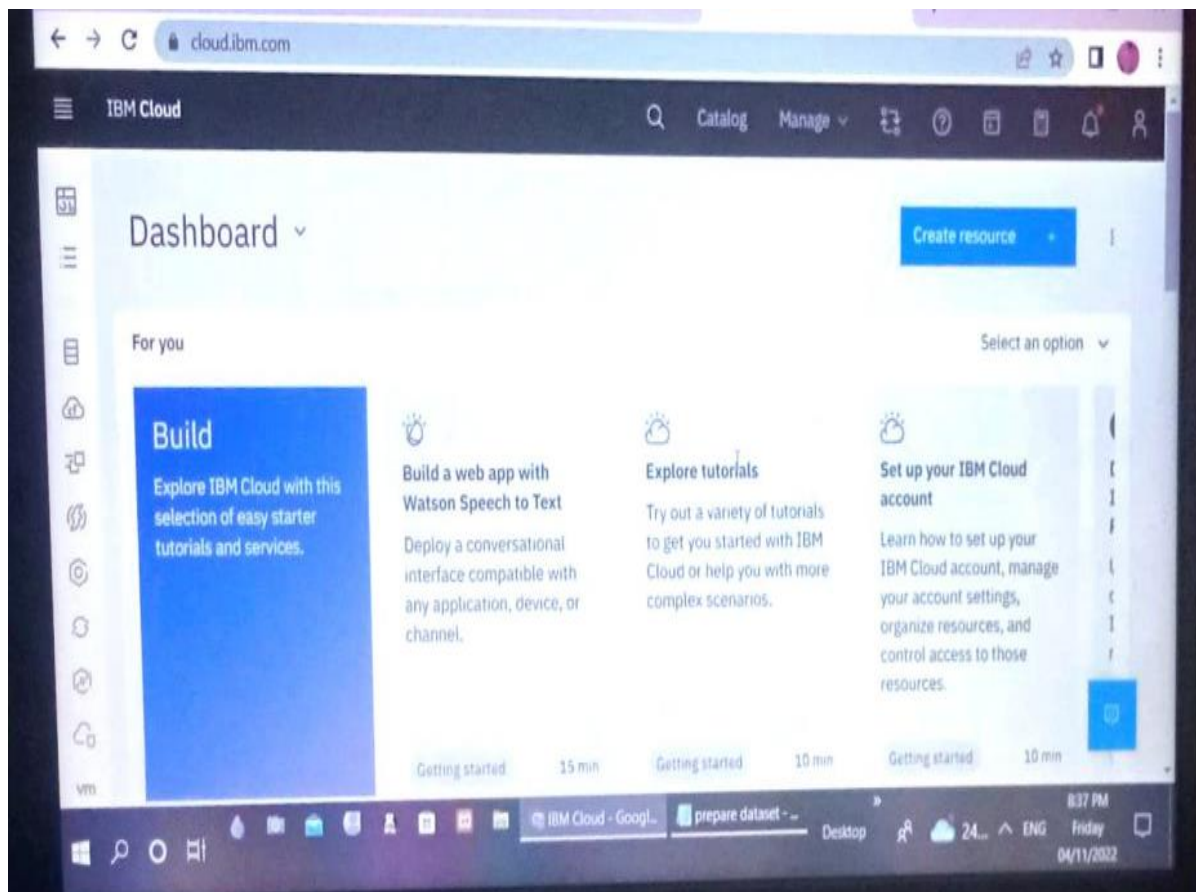 cloud.ibm.com
IBM Cloud
Catalog
Manage
Dashboard
Create resource +
For you
Select an option
Build
Explore IBM Cloud with this
selection of easy starter
tutorials and services.
Build a web app with
Watson Speech to Text
Deploy a conversational
interface compatible with
any application, device, or
channel.
Getting started 15 min
Explore tutorials
Try out a variety of tutorials
to get you started with IBM
Cloud or help you with more
complex scenarios.
Getting started 10 min
Set up your IBM Cloud
account
Learn how to set up your
IBM Cloud account, manage
your account settings,
organize resources, and
control access to those
resources.
Getting started 10 min
vm
IBM Cloud - Googl...
prepare dataset - ...
Desktop
24...
ENG
8:37 PM
Friday
04/11/2022